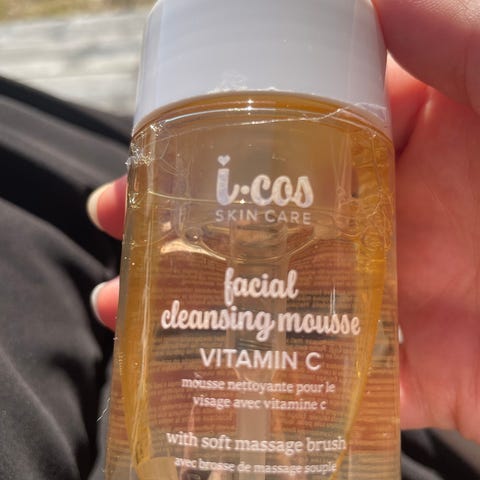 i·cos
SKIN CARE
facial
cleansing mousse
VITAMIN C
mousse nettoyante pour le
visage avec vitamine c
with soft massage brush
avec brosse de massage souple